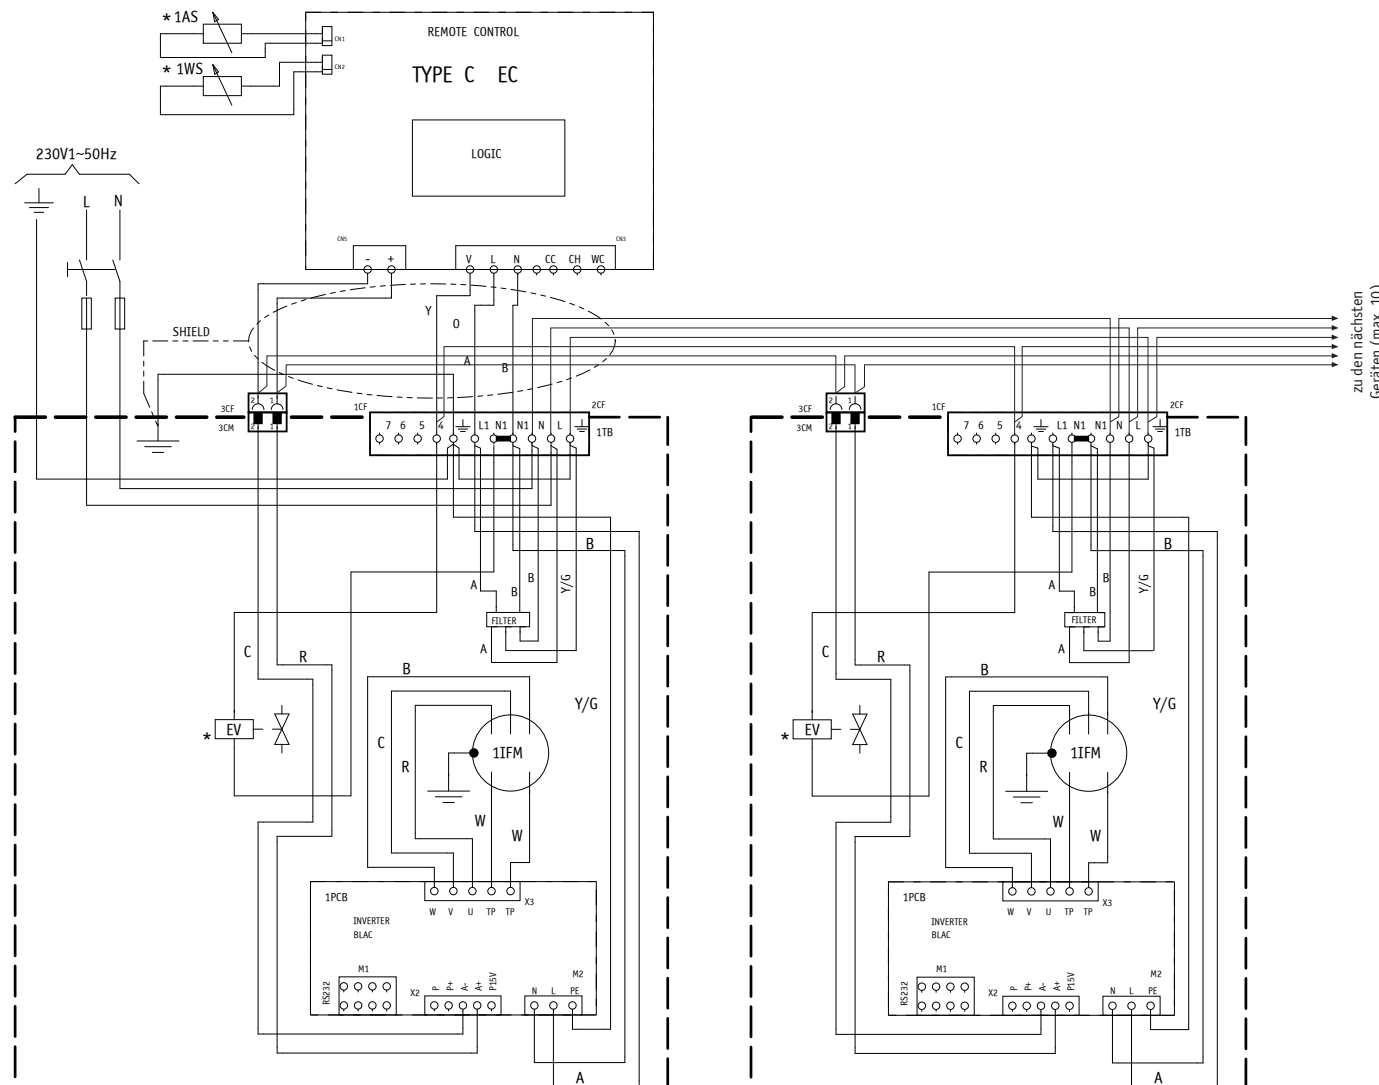 * 1AS
CN1
REMOTE CONTROL
* 1WS
CN2
TYPE C EC
LOGIC
230V1~50Hz
L N
CN5
CN3
- +
V L N CC CH WC
Y
O
SHIELD
A
B
zu den nächsten
Geräten (max. 10)
3CF
2 1
1CF
2CF
3CM
2 1
7 6 5 4 L1 N1 N1 N L
1TB
3CF
2 1
1CF
2CF
3CM
2 1
7 6 5 4 L1 N1 N1 N L
1TB
B
A
B
B
Y/G
FILTER
A
C
R
B
Y/G
* EV
C
R
1IFM
W
W
1PCB
X3
W V U TP TP
INVERTER
BLAC
M1
M2
RS232
X2
P P+ A- A+ P15V
N L PE
A
B
A
B
B
Y/G
FILTER
A
C
R
B
Y/G
* EV
C
R
1IFM
W
W
1PCB
X3
W V U TP TP
INVERTER
BLAC
M1
M2
RS232
X2
P P+ A- A+ P15V
N L PE
A